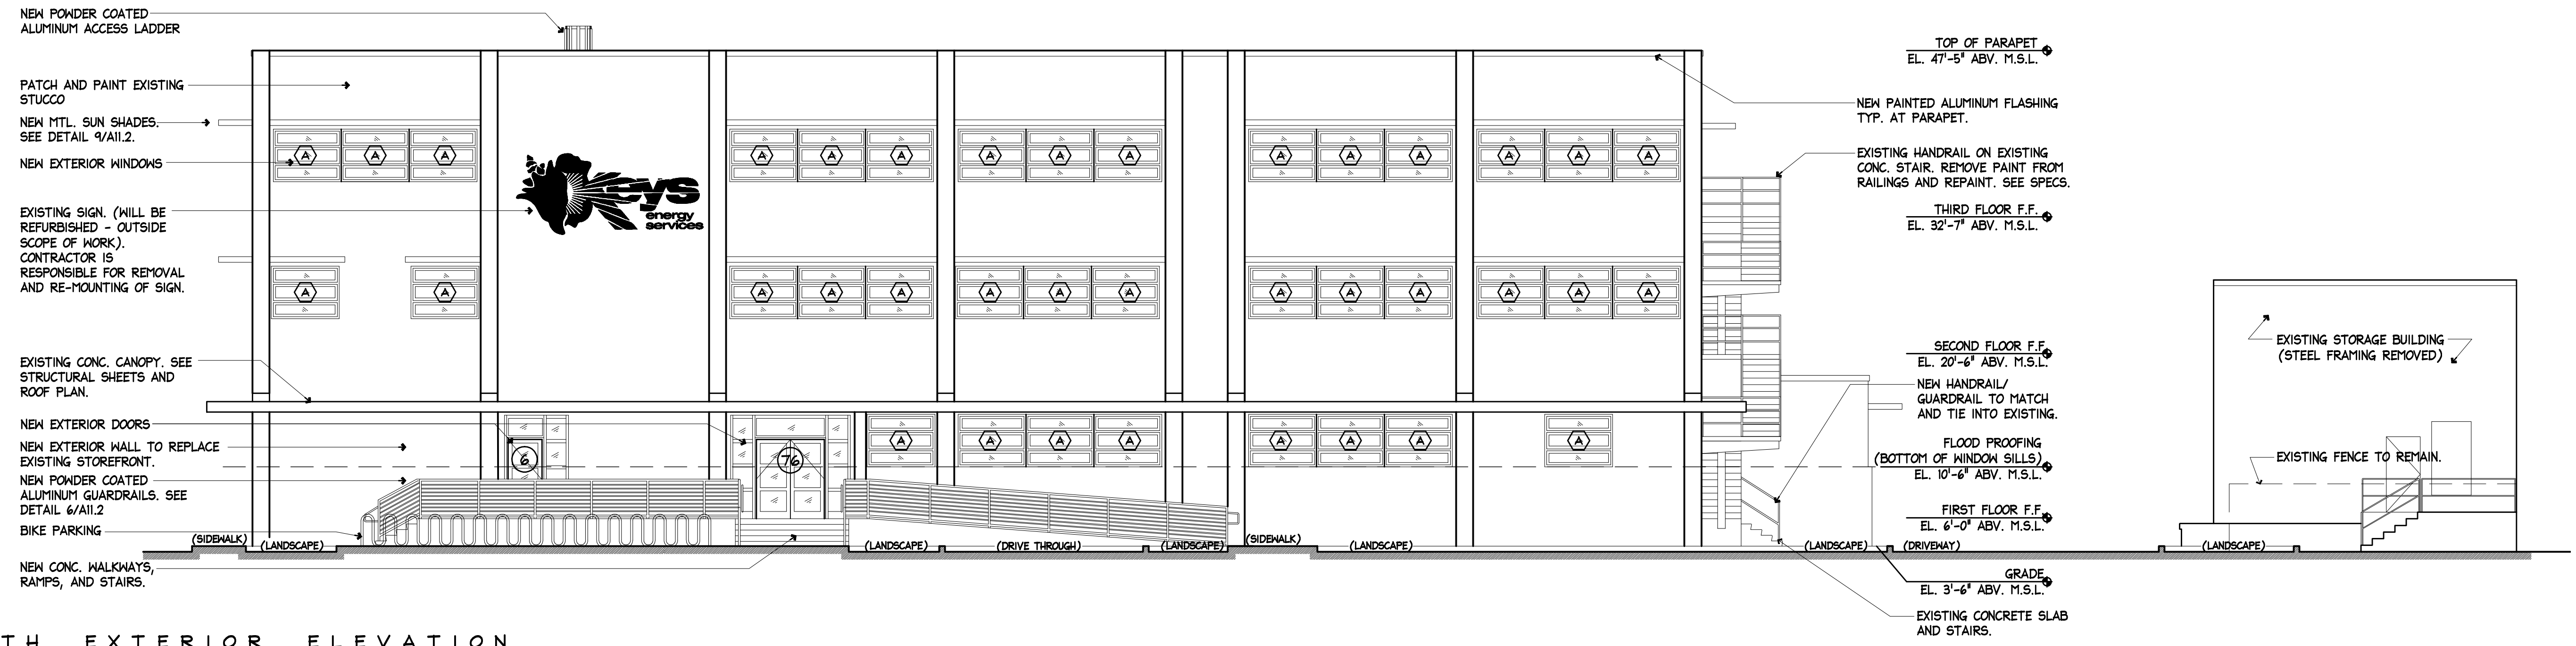 NEW POWDER COATED
ALUMINUM ACCESS LADDER
PATCH AND PAINT EXISTING
STUCCO
NEW MTL. SUN SHADES.
SEE DETAIL 9/A11.2.
NEW EXTERIOR WINDOWS
EXISTING SIGN. (WILL BE
REFURBISHED - OUTSIDE
SCOPE OF WORK).
CONTRACTOR IS
RESPONSIBLE FOR REMOVAL
AND RE-MOUNTING OF SIGN.
EXISTING CONC. CANOPY. SEE
STRUCTURAL SHEETS AND
ROOF PLAN.
NEW EXTERIOR DOORS
NEW EXTERIOR WALL TO REPLACE
EXISTING STOREFRONT.
NEW POWDER COATED
ALUMINUM GUARDRAILS. SEE
DETAIL 6/A11.2
BIKE PARKING
NEW CONC. WALKWAYS,
RAMPS, AND STAIRS.
A A A A A A A A A A A A A A A
Keys
energy
services
A A A A A A A A A A A A A A
6 76 A A A A A A A A
(SIDEWALK) (LANDSCAPE) (LANDSCAPE) (DRIVE THROUGH) (LANDSCAPE) (SIDEWALK) (LANDSCAPE) (LANDSCAPE) (DRIVEWAY) (LANDSCAPE)
TOP OF PARAPET
EL. 47'-5" ABV. M.S.L.
NEW PAINTED ALUMINUM FLASHING
TYP. AT PARAPET.
EXISTING HANDRAIL ON EXISTING
CONC. STAIR. REMOVE PAINT FROM
RAILINGS AND REPAINT. SEE SPECS.
THIRD FLOOR F.F.
EL. 32'-7" ABV. M.S.L.
SECOND FLOOR F.F.
EL. 20'-6" ABV. M.S.L.
NEW HANDRAIL/
GUARDRAIL TO MATCH
AND TIE INTO EXISTING.
FLOOD PROOFING
(BOTTOM OF WINDOW SILLS)
EL. 10'-6" ABV. M.S.L.
FIRST FLOOR F.F.
EL. 6'-0" ABV. M.S.L.
GRADE
EL. 3'-6" ABV. M.S.L.
EXISTING CONCRETE SLAB
AND STAIRS.
EXISTING STORAGE BUILDING
(STEEL FRAMING REMOVED)
EXISTING FENCE TO REMAIN.
TH EXTERIOR ELEVATION